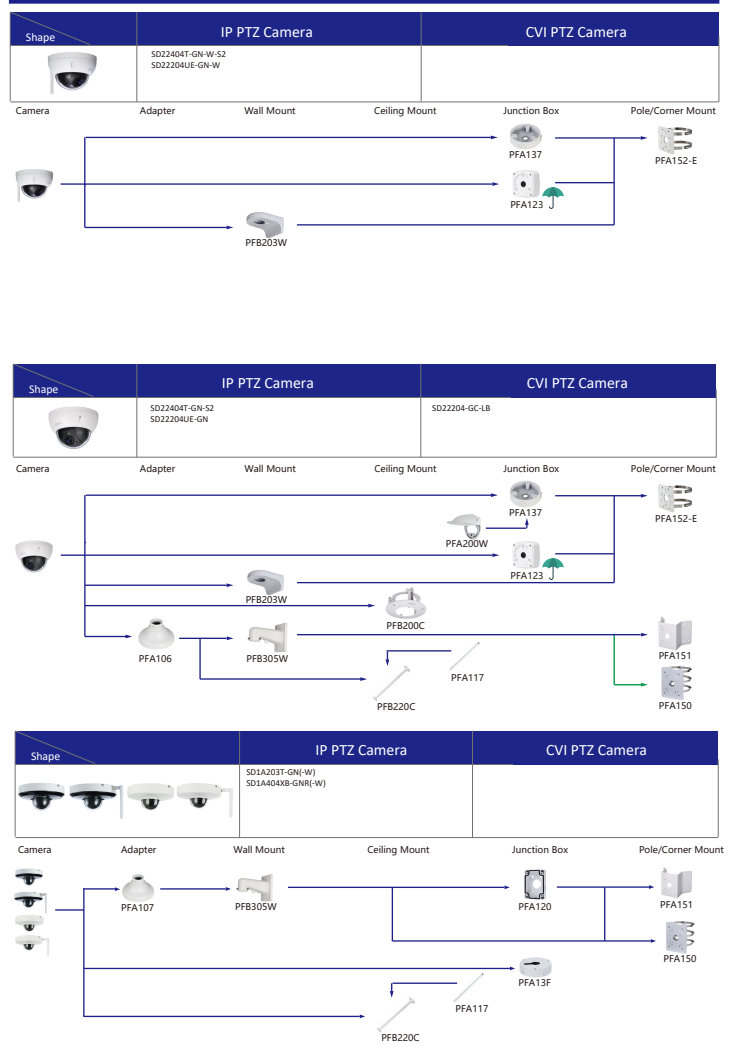 Shape IP PTZ Camera CVI PTZ Camera
SD22404T-GN-W-S2
SD22204UE-GN-W
Camera Adapter Wall Mount Ceiling Mount Junction Box Pole/Corner Mount
PFA137
PFA152-E
PFA123
PFB203W
Shape IP PTZ Camera CVI PTZ Camera
SD22404T-GN-S2 SD22204-GC-LB
SD22204UE-GN
Camera Adapter Wall Mount Ceiling Mount Junction Box Pole/Corner Mount
PFA137
PFA152-E
PFA200W
PFA123
PFB203W
PFB200C
PFA106 PFB305W PFA151
PFA117
PFB220C PFA150
Shape IP PTZ Camera CVI PTZ Camera
SD1A203T-GN(-W)
SD1A404XB-GNR(-W)
Camera Adapter Wall Mount Ceiling Mount Junction Box Pole/Corner Mount
PFA107 PFB305W PFA120 PFA151
PFA150
PFA13F
PFA117
PFB220C